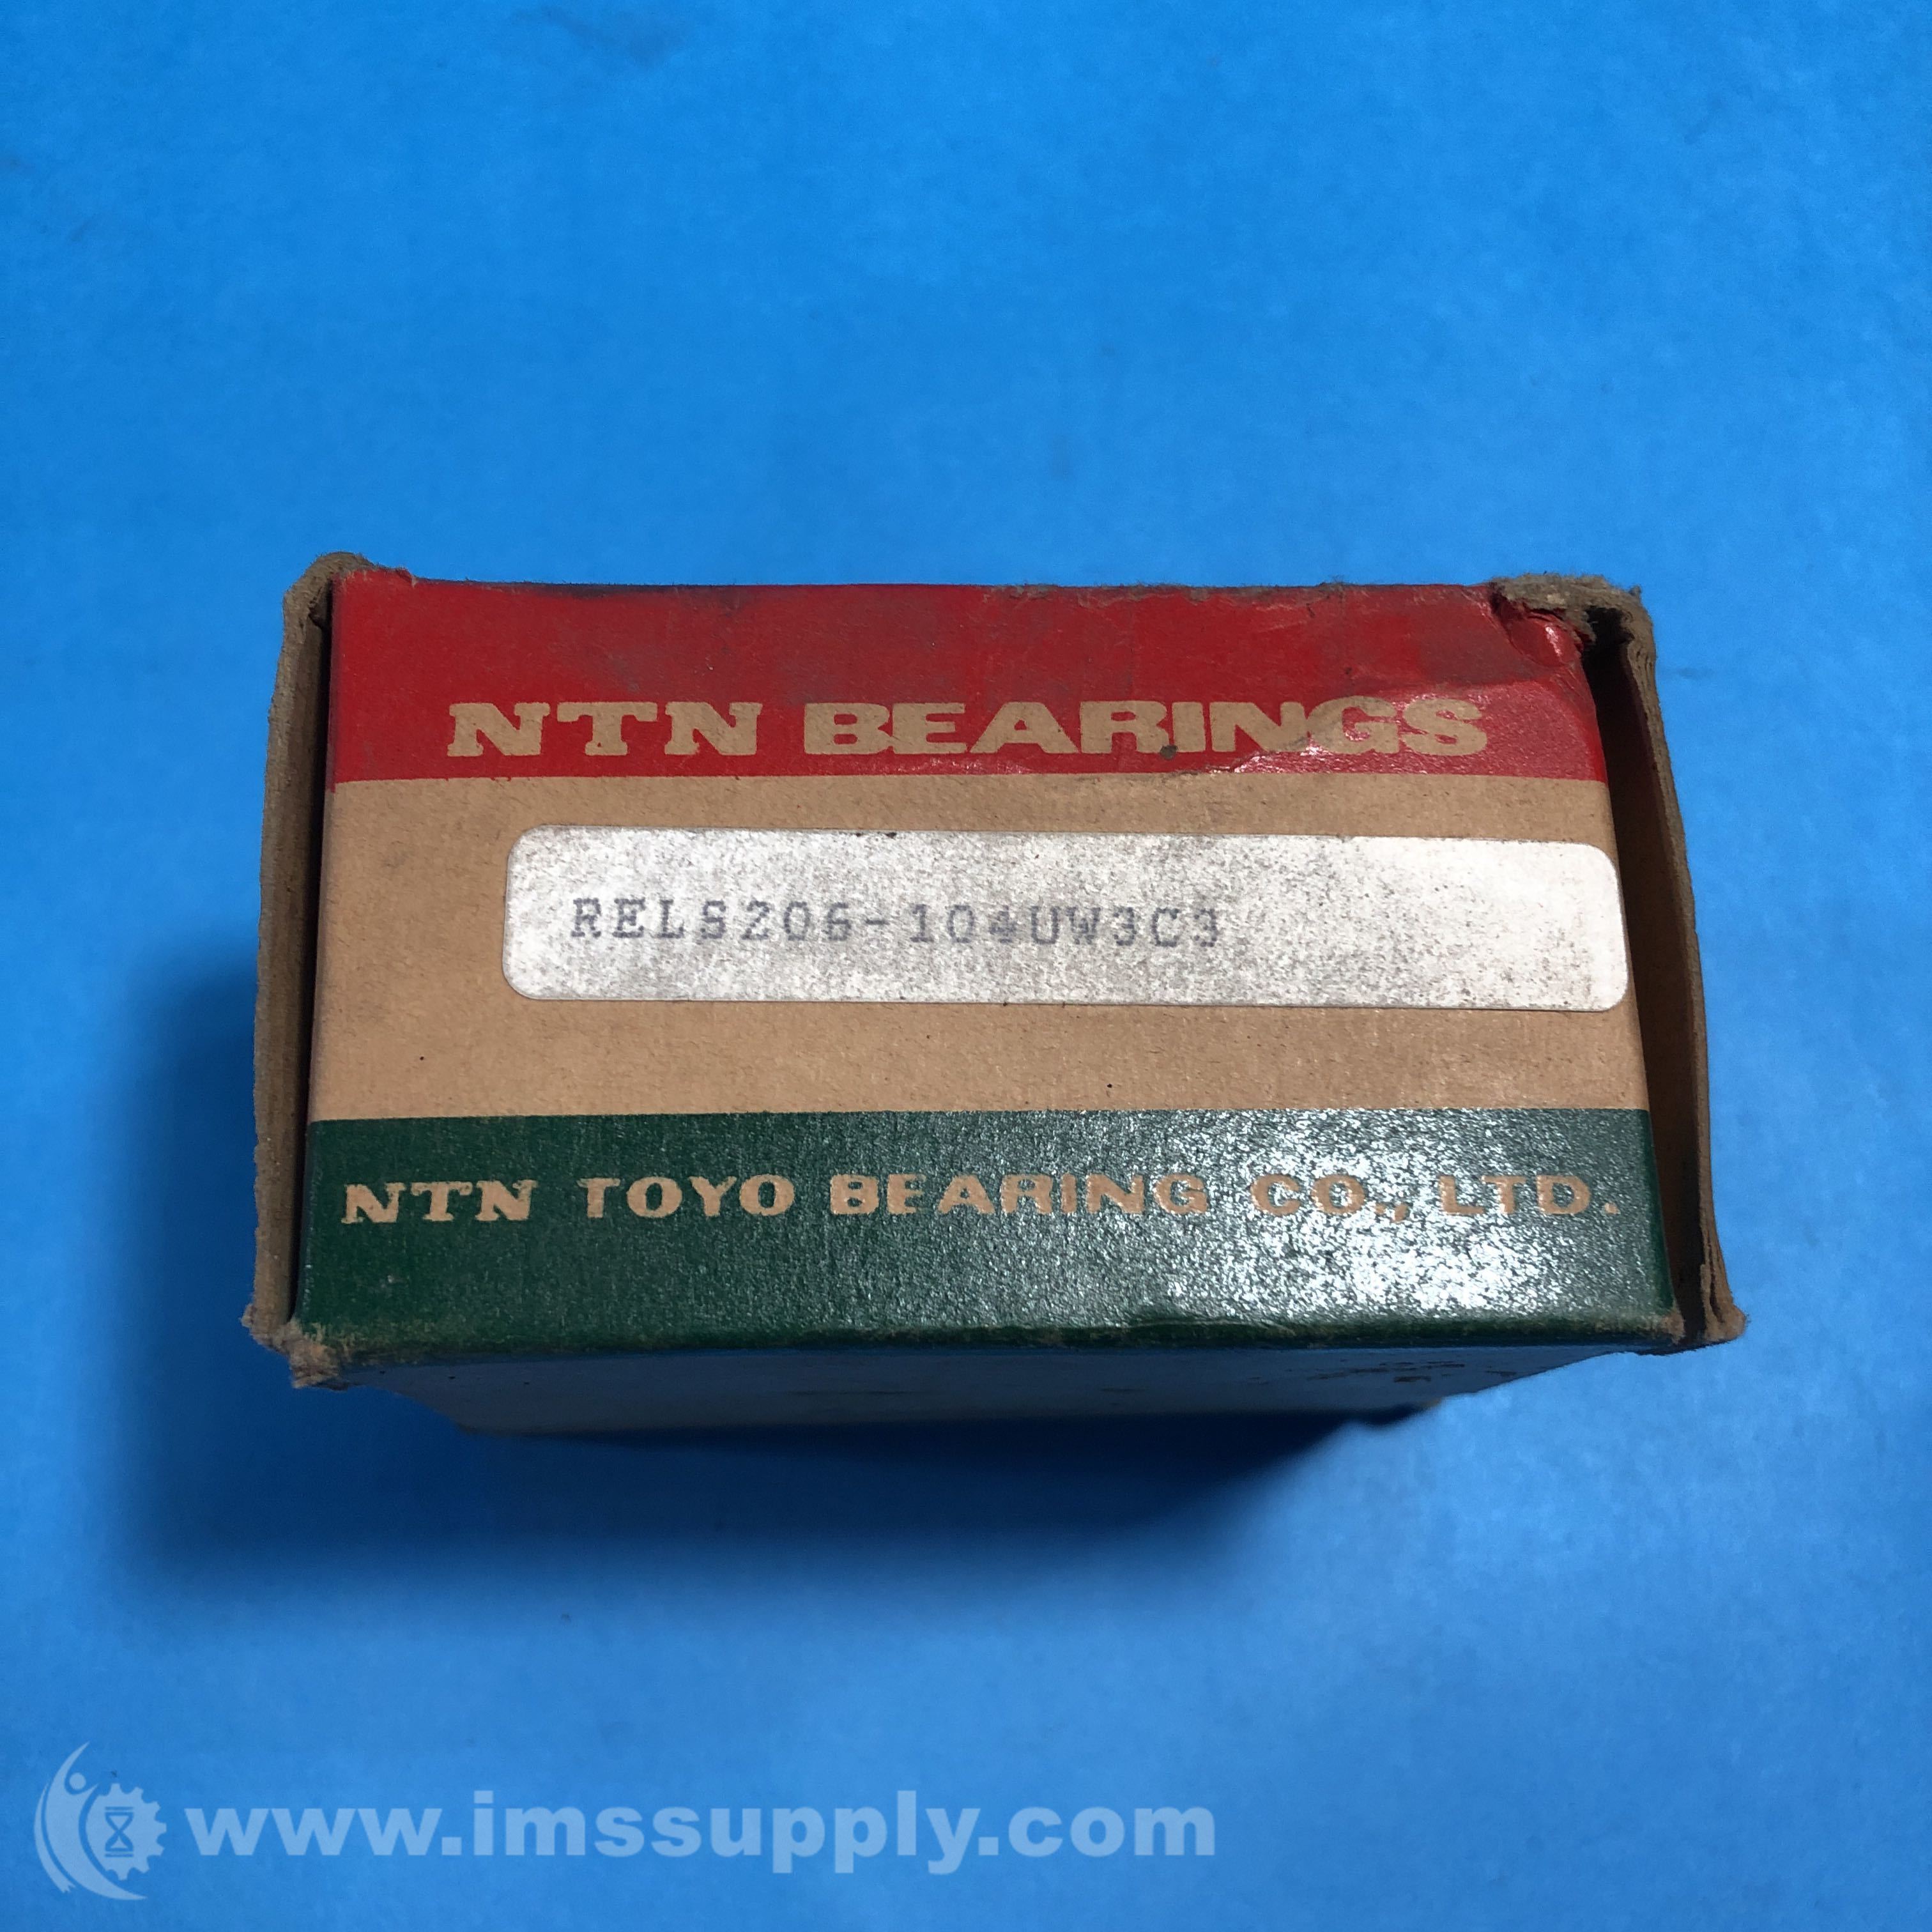 NTN BEARINGS
RELS206-104UW3C3
NTN TOYO BEARING CO., LTD.
www.imssupply.com